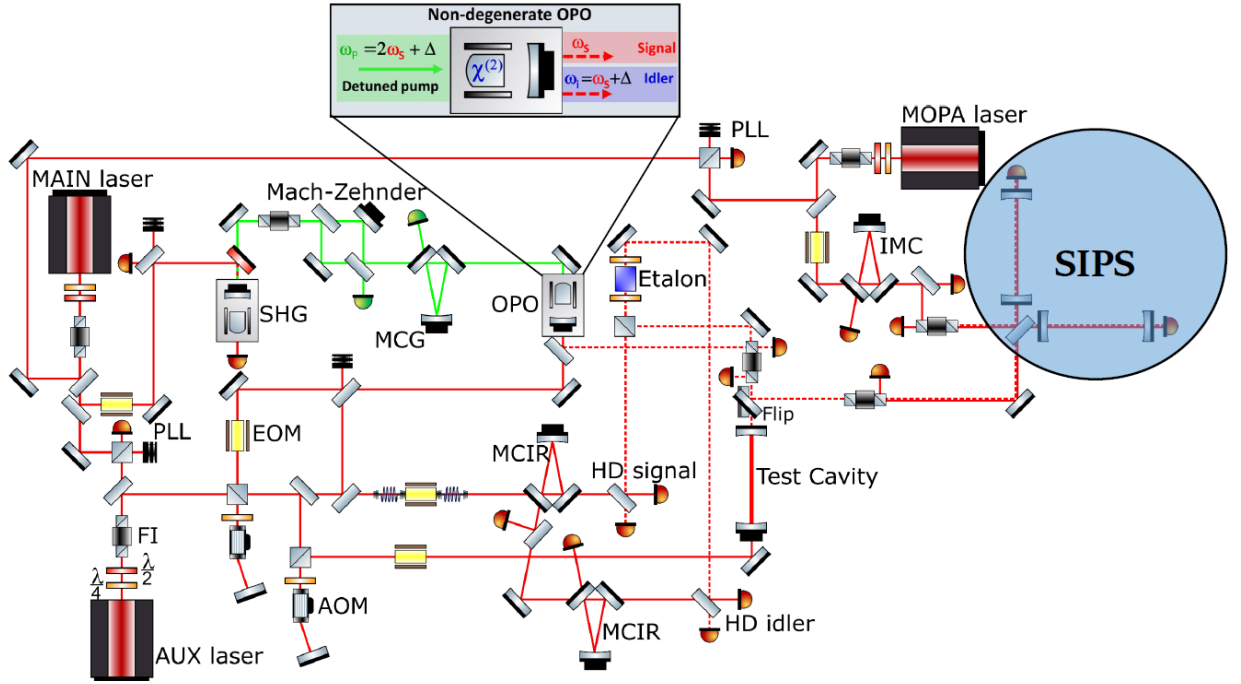 Non-degenerate OPO
ωₚ =2ωₛ + Δ
Detuned pump
χ⁽²⁾
ωₛ
Signal
ωᵢ=ωₛ+Δ
Idler
PLL
MOPA laser
MAIN laser
Mach-Zehnder
IMC
SIPS
OPO
Etalon
SHG
MCG
Flip
PLL
EOM
MCIR
HD signal
Test Cavity
FI
λ/4
λ/2
AOM
MCIR
HD idler
AUX laser